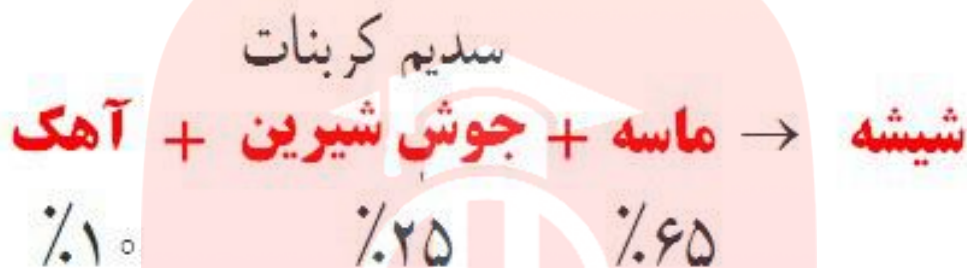 سدیم کربنات
شیشه → ماسه + جوش شیرین + آهک
٪۶۵ ٪۲۵ ٪۱۰